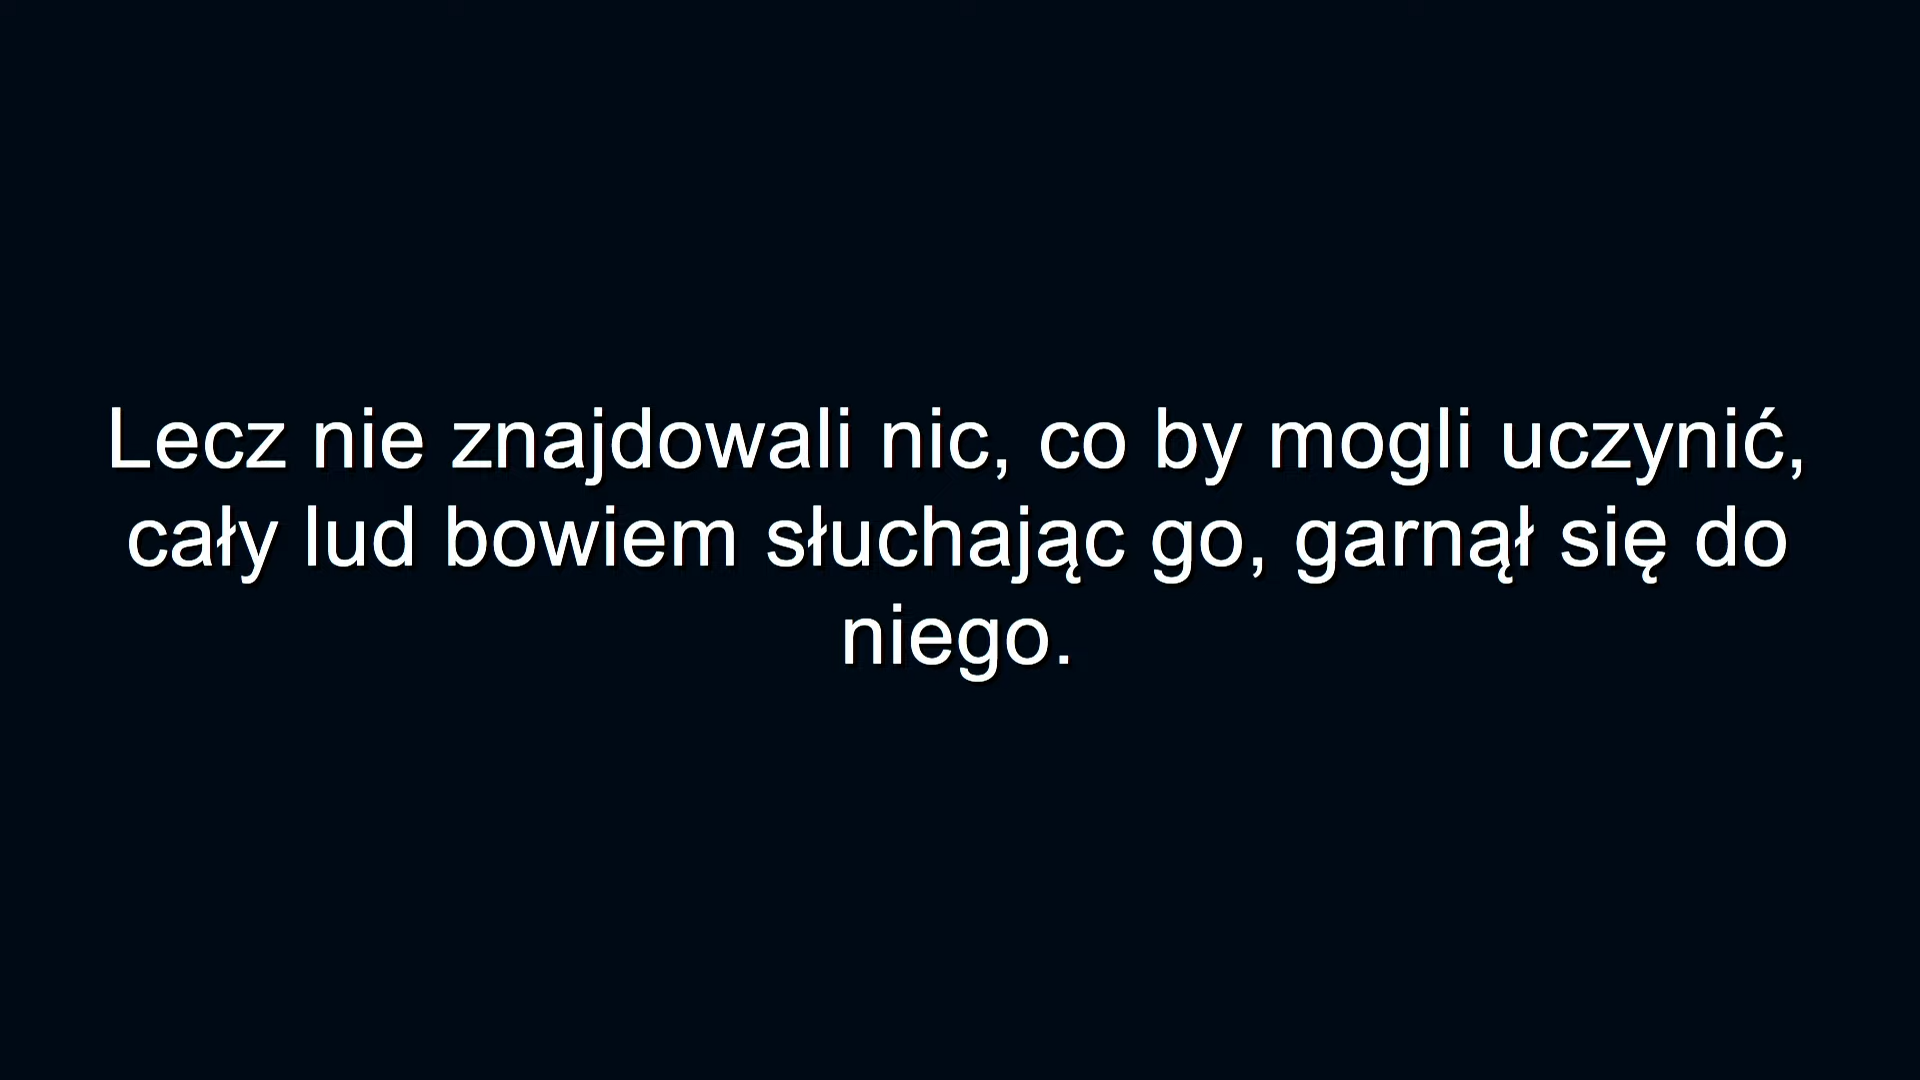 Lecz nie znajdowali nic, co by mogli uczynić,
cały lud bowiem słuchając go, garnął się do
niego.